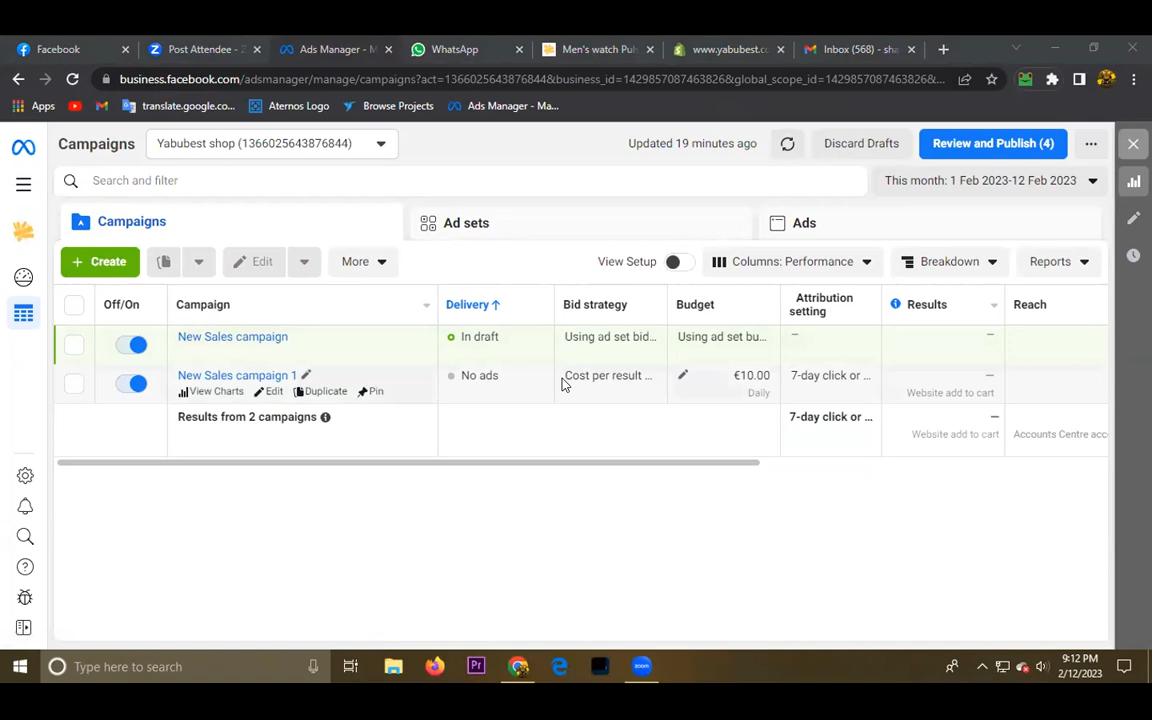 Facebook
Post Attendee - Z
Ads Manager - M
WhatsApp
Men's watch Pul
www.yabubest.c
Inbox (568) - sha
business.facebook.com/adsmanager/manage/campaigns?act=1366025643876844&business_id=1429857087463826&global_scope_id=1429857087463826&...
Apps
translate.google.co...
Aternos Logo
Browse Projects
Ads Manager - Ma...
Campaigns
Yabubest shop (1366025643876844)
Updated 19 minutes ago
Discard Drafts
Review and Publish (4)
Search and filter
This month: 1 Feb 2023-12 Feb 2023
Campaigns
Ad sets
Ads
+ Create
Edit
More
View Setup
Columns: Performance
Breakdown
Reports
Off/On
Campaign
Delivery ↑
Bid strategy
Budget
Attribution setting
Results
Reach
New Sales campaign
In draft
Using ad set bid...
Using ad set bu...
—
—
New Sales campaign 1
No ads
Cost per result ...
€10.00
7-day click or ...
—
View Charts
Edit
Duplicate
Pin
Daily
Website add to cart
Results from 2 campaigns
7-day click or ...
—
Website add to cart
Accounts Centre acc
Type here to search
Pr
zoom
9:12 PM
2/12/2023